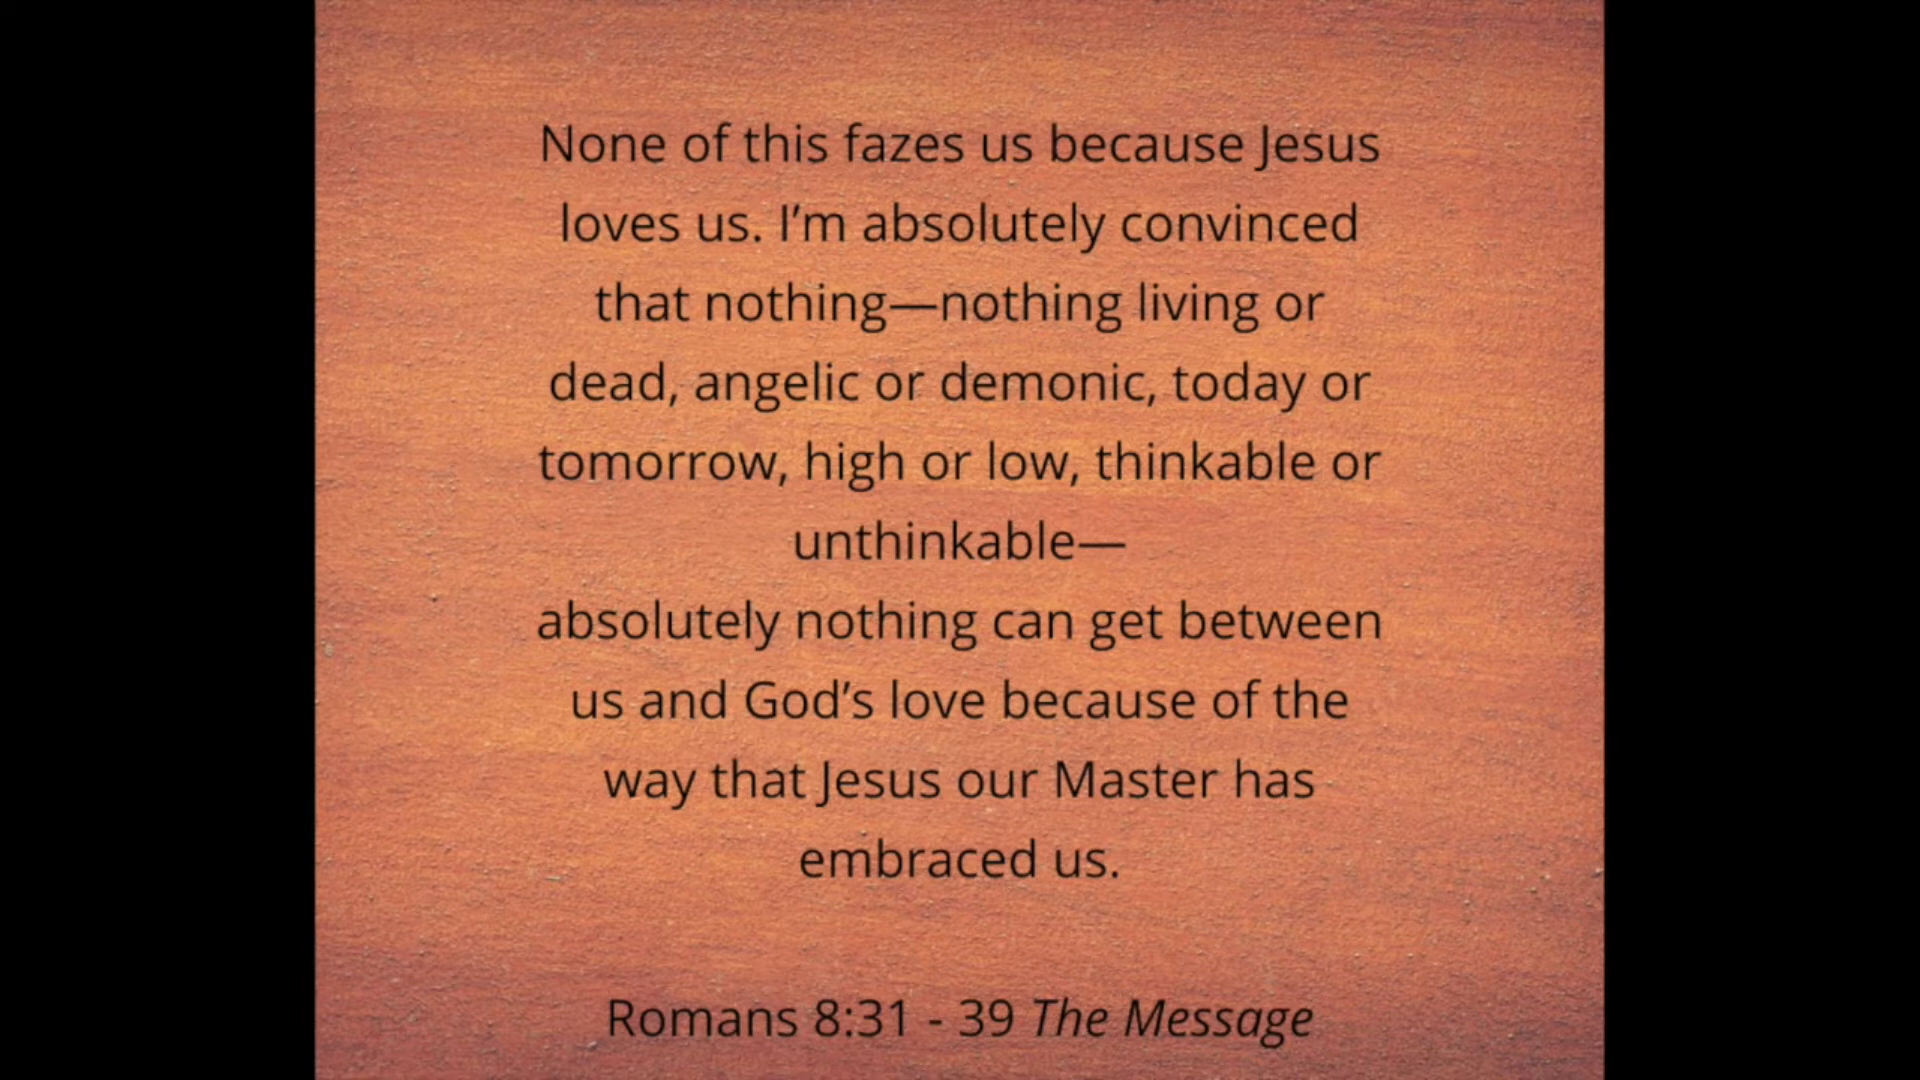 None of this fazes us because Jesus
loves us. I’m absolutely convinced
that nothing—nothing living or
dead, angelic or demonic, today or
tomorrow, high or low, thinkable or
unthinkable—
absolutely nothing can get between
us and God’s love because of the
way that Jesus our Master has
embraced us.
Romans 8:31 - 39 The Message